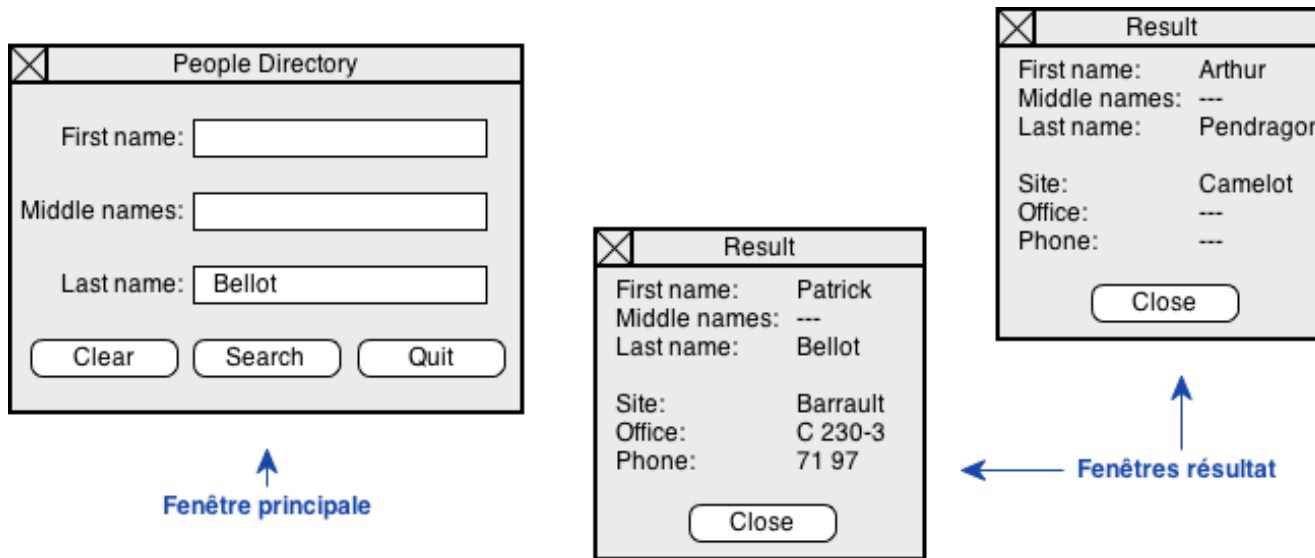 People Directory
First name:
Middle names:
Last name: Bellot
Clear Search Quit
Fenêtre principale
Result
First name: Patrick
Middle names: ---
Last name: Bellot
Site: Barrault
Office: C 230-3
Phone: 71 97
Close
Result
First name: Arthur
Middle names: ---
Last name: Pendragon
Site: Camelot
Office: ---
Phone: ---
Close
Fenêtres résultat